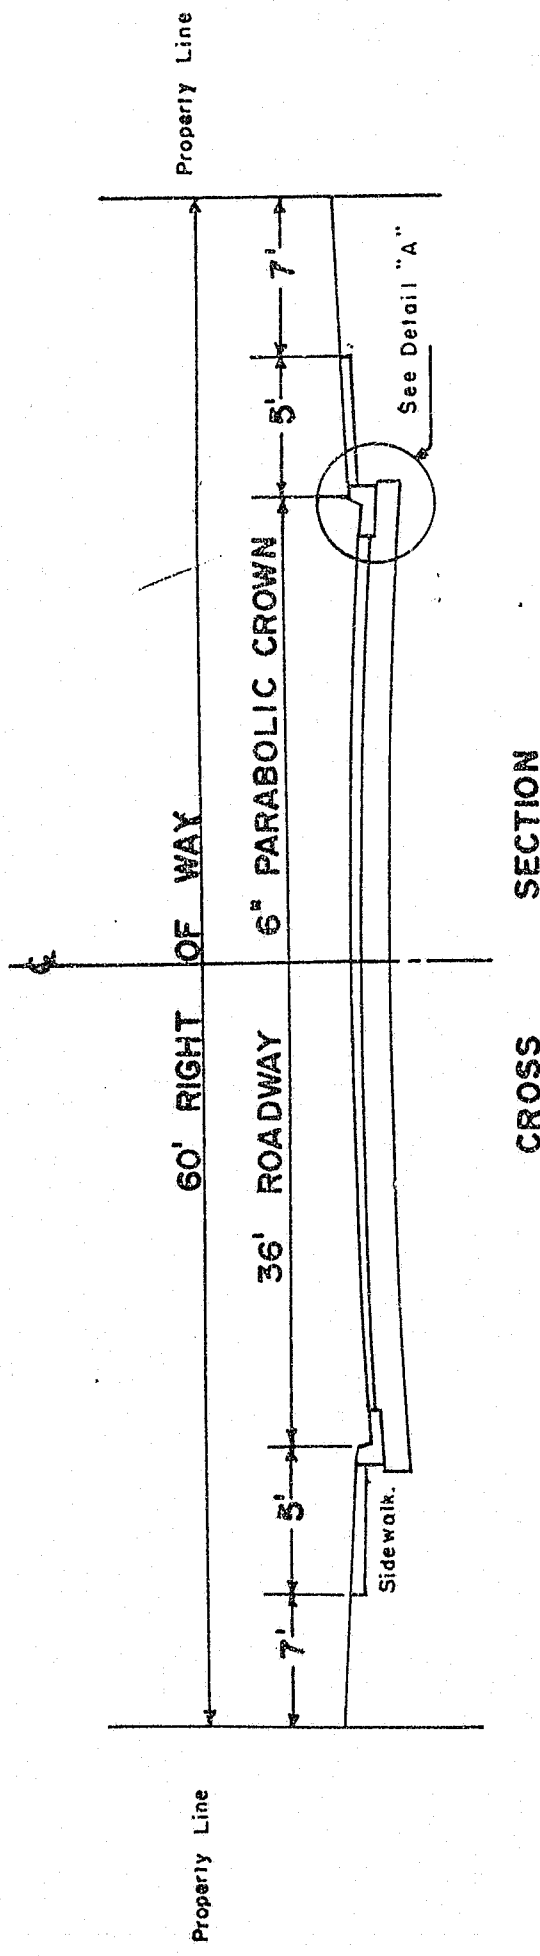 Property Line
Property Line
℄
60' RIGHT OF WAY
36' ROADWAY
6" PARABOLIC CROWN
7'
5'
5'
7'
Sidewalk.
See Detail "A"
CROSS SECTION